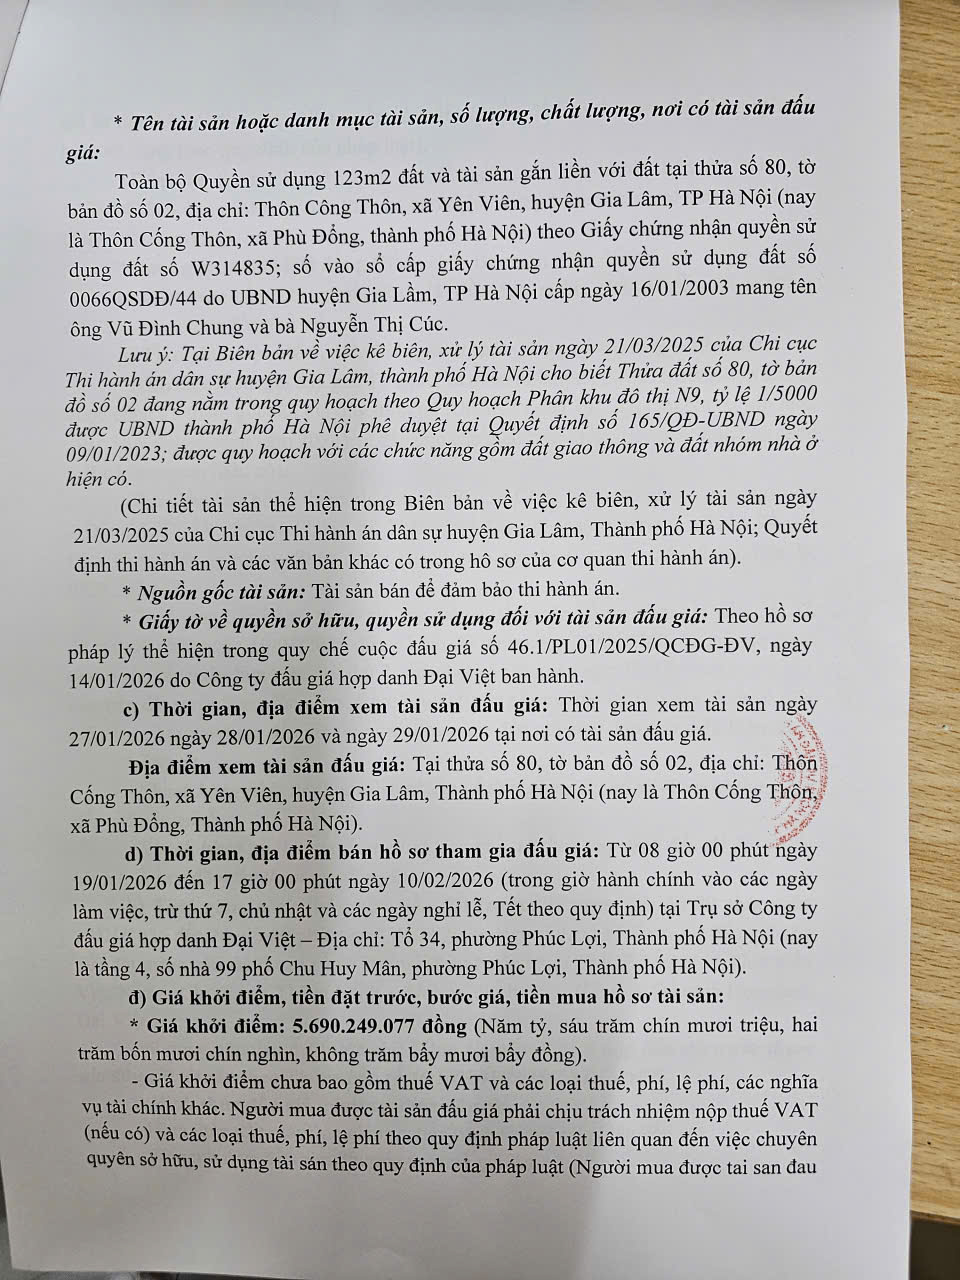 * Tên tài sản hoặc danh mục tài sản, số lượng, chất lượng, nơi có tài sản đấu
giá:
Toàn bộ Quyền sử dụng 123m2 đất và tài sản gắn liền với đất tại thửa số 80, tờ
bản đồ số 02, địa chỉ: Thôn Công Thôn, xã Yên Viên, huyện Gia Lâm, TP Hà Nội (nay
là Thôn Cống Thôn, xã Phù Đổng, thành phố Hà Nội) theo Giấy chứng nhận quyền sử
dụng đất số W314835; số vào sổ cấp giấy chứng nhận quyền sử dụng đất số
0066QSDĐ/44 do UBND huyện Gia Lầm, TP Hà Nội cấp ngày 16/01/2003 mang tên
ông Vũ Đình Chung và bà Nguyễn Thị Cúc.
Lưu ý: Tại Biên bản về việc kê biên, xử lý tài sản ngày 21/03/2025 của Chi cục
Thi hành án dân sự huyện Gia Lâm, thành phố Hà Nội cho biết Thửa đất số 80, tờ bản
đồ số 02 đang nằm trong quy hoạch theo Quy hoạch Phân khu đô thị N9, tỷ lệ 1/5000
được UBND thành phố Hà Nội phê duyệt tại Quyết định số 165/QĐ-UBND ngày
09/01/2023; được quy hoạch với các chức năng gồm đất giao thông và đất nhóm nhà ở
hiện có.
(Chi tiết tài sản thể hiện trong Biên bản về việc kê biên, xử lý tài sản ngày
21/03/2025 của Chi cục Thi hành án dân sự huyện Gia Lâm, Thành phố Hà Nội; Quyết
định thi hành án và các văn bản khác có trong hồ sơ của cơ quan thi hành án).
* Nguồn gốc tài sản: Tài sản bán để đảm bảo thi hành án.
* Giấy tờ về quyền sở hữu, quyền sử dụng đối với tài sản đấu giá: Theo hồ sơ
pháp lý thể hiện trong quy chế cuộc đấu giá số 46.1/PL01/2025/QCĐG-ĐV, ngày
14/01/2026 do Công ty đấu giá hợp danh Đại Việt ban hành.
c) Thời gian, địa điểm xem tài sản đấu giá: Thời gian xem tài sản ngày
27/01/2026 ngày 28/01/2026 và ngày 29/01/2026 tại nơi có tài sản đấu giá.
Địa điểm xem tài sản đấu giá: Tại thửa số 80, tờ bản đồ số 02, địa chỉ: Thôn
Cống Thôn, xã Yên Viên, huyện Gia Lâm, Thành phố Hà Nội (nay là Thôn Cống Thôn,
xã Phù Đổng, Thành phố Hà Nội).
d) Thời gian, địa điểm bán hồ sơ tham gia đấu giá: Từ 08 giờ 00 phút ngày
19/01/2026 đến 17 giờ 00 phút ngày 10/02/2026 (trong giờ hành chính vào các ngày
làm việc, trừ thứ 7, chủ nhật và các ngày nghỉ lễ, Tết theo quy định) tại Trụ sở Công ty
đấu giá hợp danh Đại Việt – Địa chỉ: Tổ 34, phường Phúc Lợi, Thành phố Hà Nội (nay
là tầng 4, số nhà 99 phố Chu Huy Mân, phường Phúc Lợi, Thành phố Hà Nội).
đ) Giá khởi điểm, tiền đặt trước, bước giá, tiền mua hồ sơ tài sản:
* Giá khởi điểm: 5.690.249.077 đồng (Năm tỷ, sáu trăm chín mươi triệu, hai
trăm bốn mươi chín nghìn, không trăm bẩy mươi bẩy đồng).
- Giá khởi điểm chưa bao gồm thuế VAT và các loại thuế, phí, lệ phí, các nghĩa
vụ tài chính khác. Người mua được tài sản đấu giá phải chịu trách nhiệm nộp thuế VAT
(nếu có) và các loại thuế, phí, lệ phí theo quy định pháp luật liên quan đến việc chuyên
quyên sở hữu, sử dụng tài sán theo quy định của pháp luật (Người mua được tai san đau